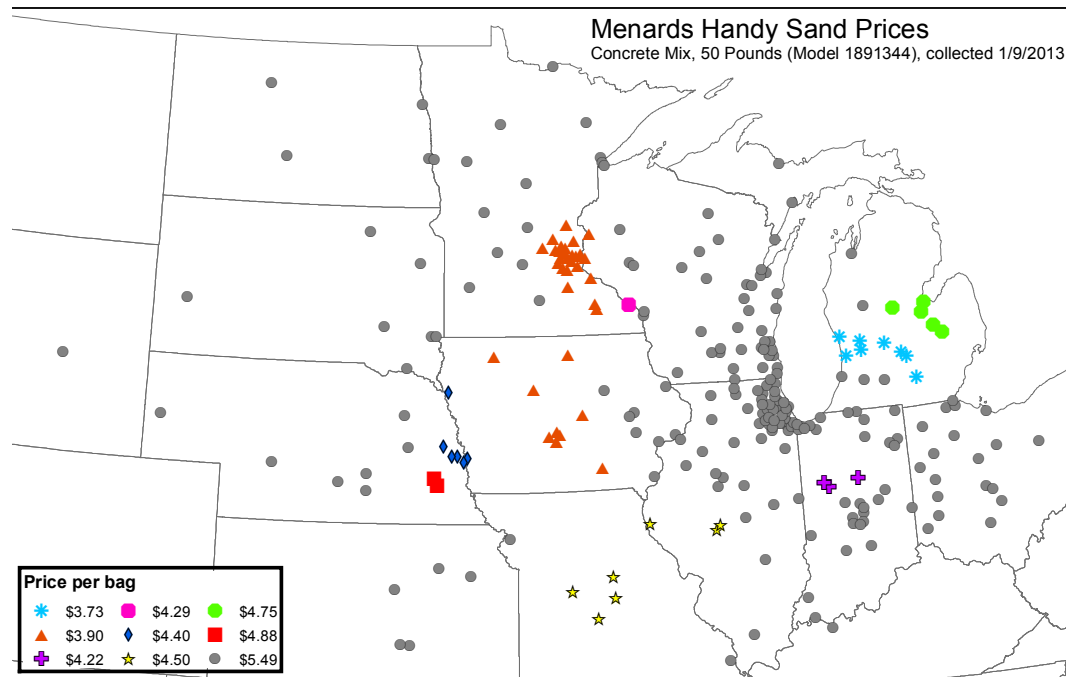 Menards Handy Sand Prices
Concrete Mix, 50 Pounds (Model 1891344), collected 1/9/2013
Price per bag
$3.73 $4.29 $4.75
$3.90 $4.40 $4.88
$4.22 $4.50 $5.49